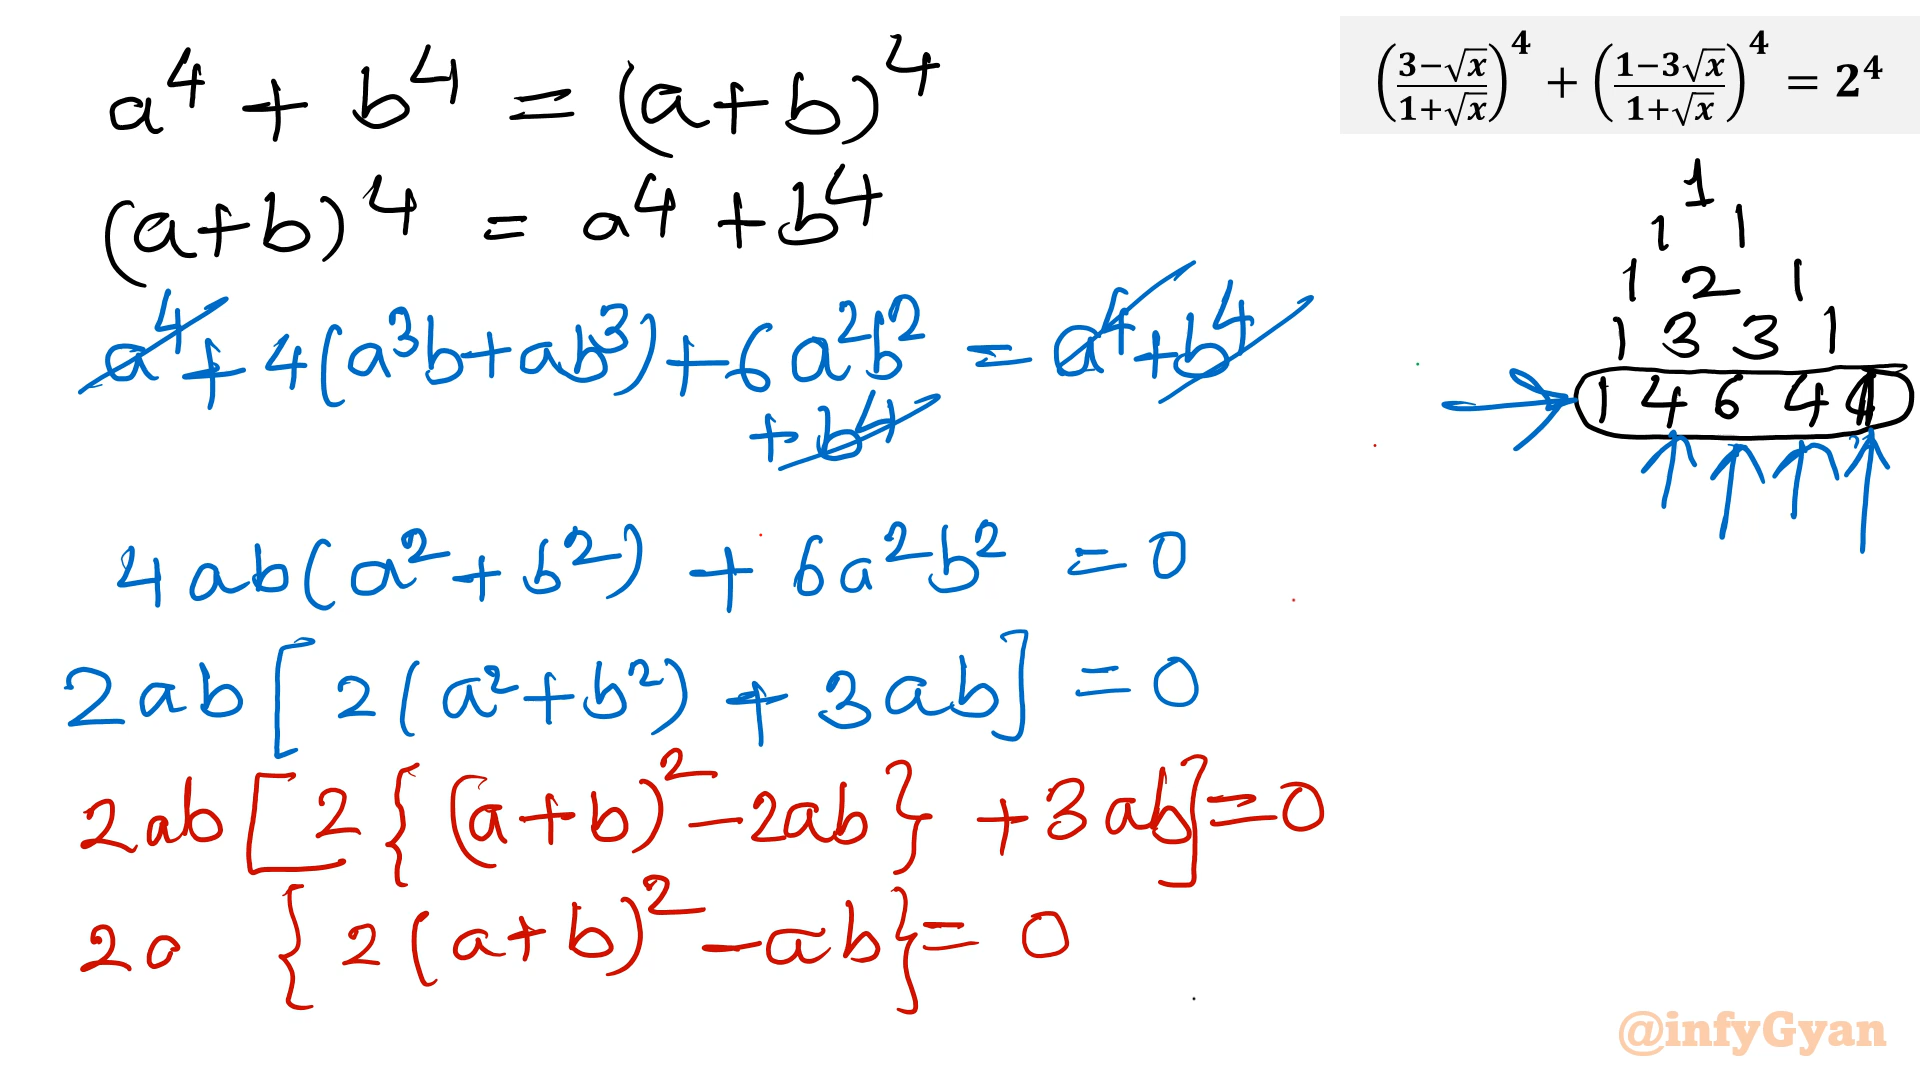 a⁴ + b⁴ = (a+b)⁴
(a+b)⁴ = a⁴ + b⁴
a⁴ + 4(a³b+ab³) + 6a²b² = a⁴+b⁴
+ b⁴
4ab(a² + b²) + 6a²b² = 0
2ab[2(a²+b²) + 3ab] = 0
2ab[2{(a+b)²-2ab} +3ab]=0
2a {2(a+b)²-ab}= 0
((3−√x)/(1+√x))⁴ + ((1−3√x)/(1+√x))⁴ = 2⁴
1
1 1
1 2 1
1 3 3 1
1 4 6 4 1
@infyGyan